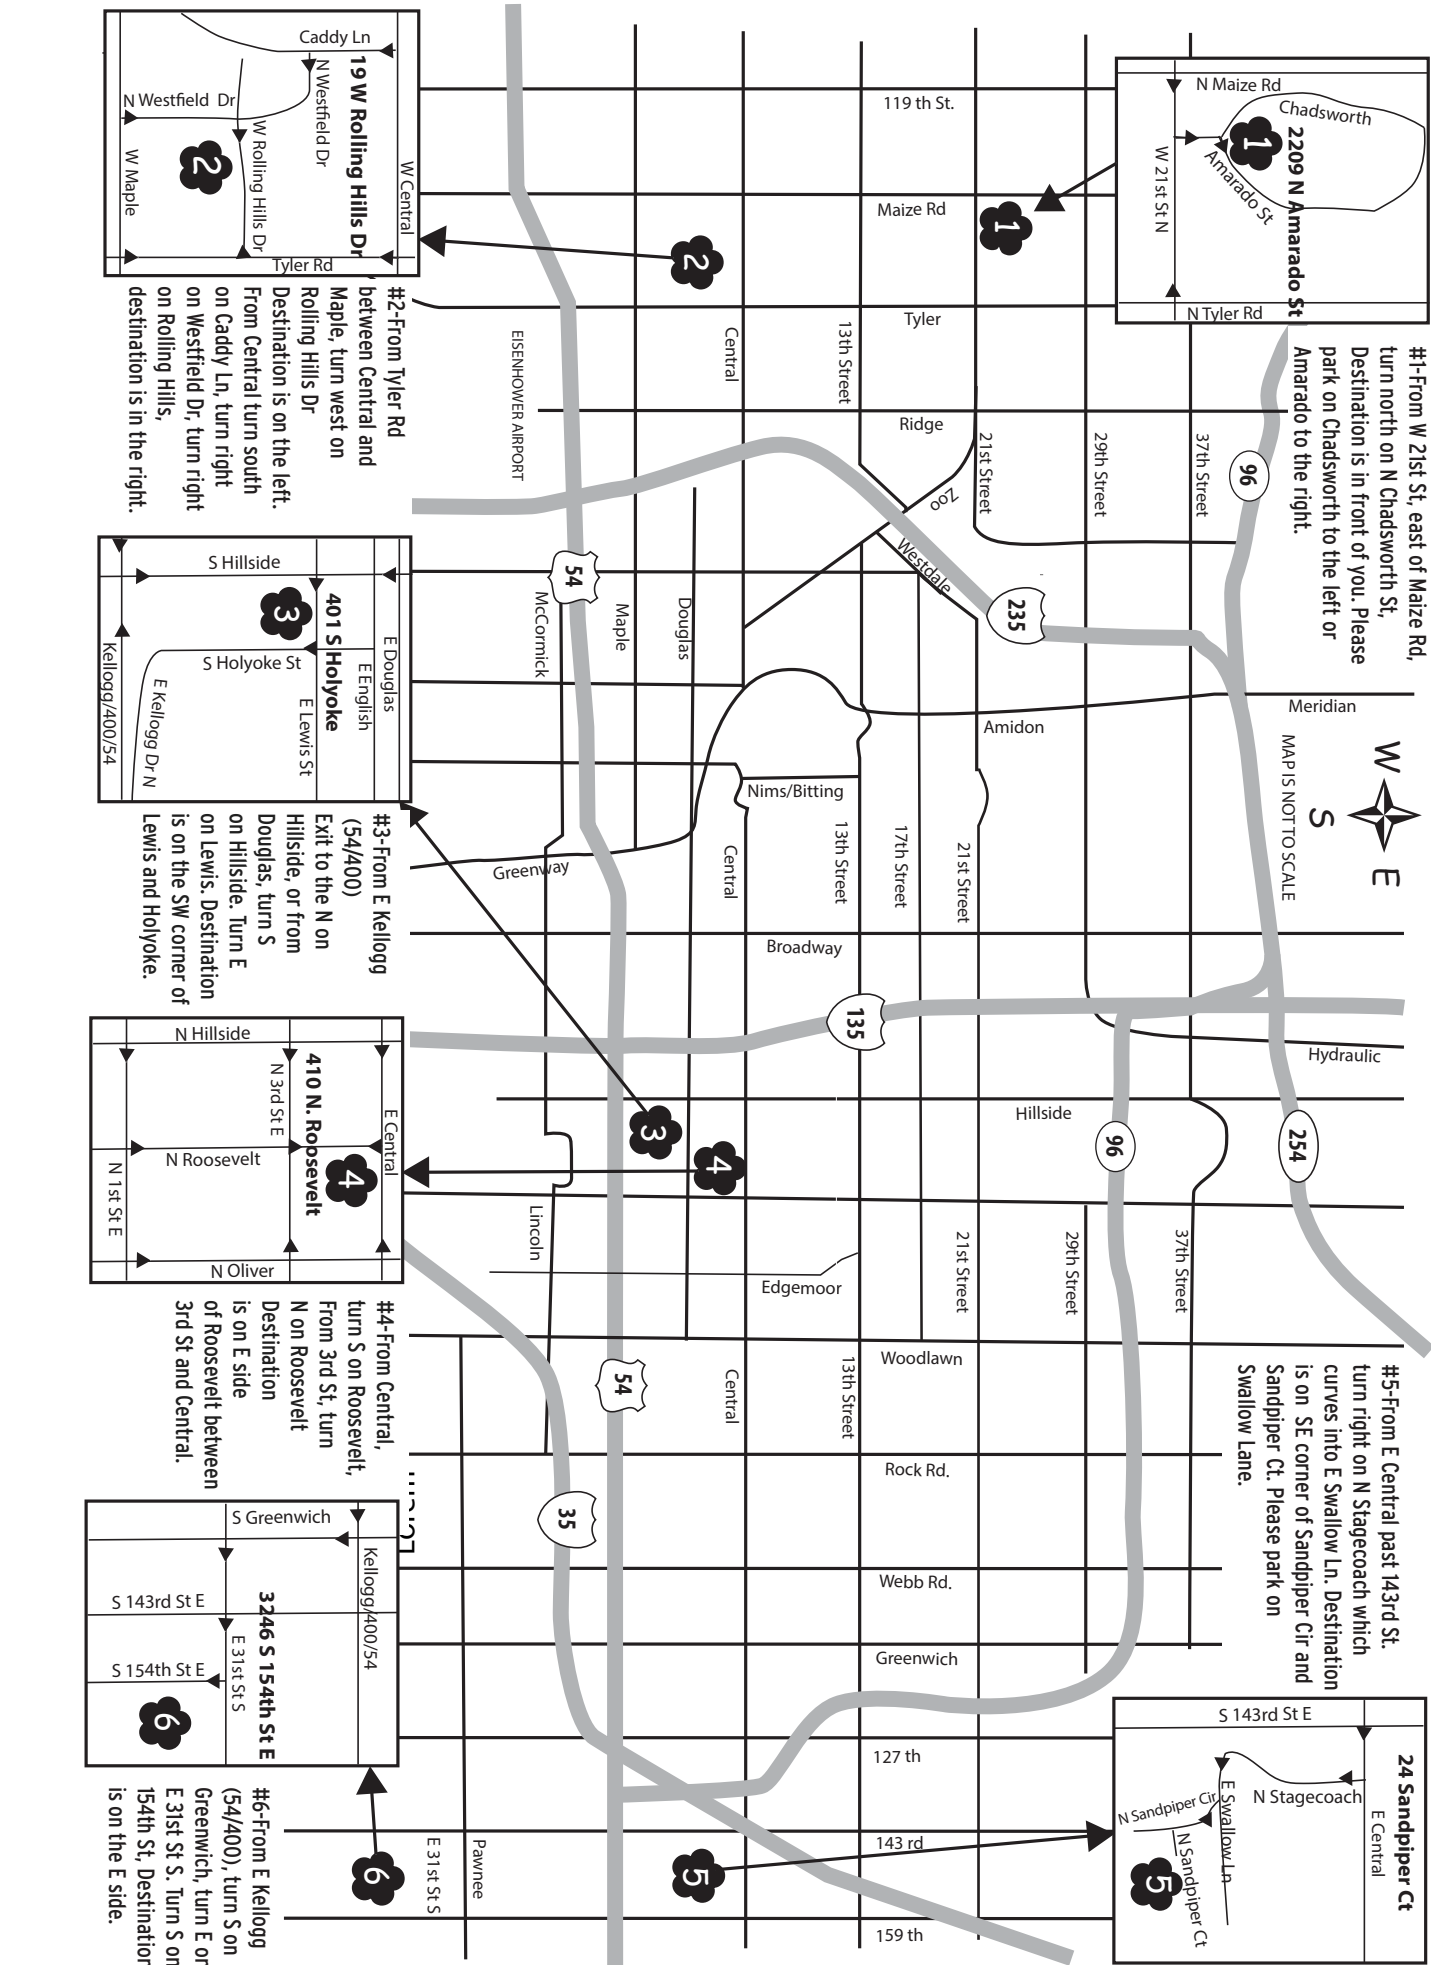 2209 N Amarado St
N Maize Rd
Chadsworth
1
Amarado St
W 21st St N
N Tyler Rd
#1-From W 21st St, east of Maize Rd,
turn north on N Chadsworth St,
Destination is in front of you. Please
park on Chadsworth to the left or
Amarado to the right.
W
E
S
MAP IS NOT TO SCALE
#5-From E Central past 143rd St.
turn right on N Stagecoach which
curves into E Swallow Ln. Destination
is on SE corner of Sandpiper Cir and
Sandpiper Ct. Please park on
Swallow Lane.
24 Sandpiper Ct
S 143rd St E
E Central
N Stagecoach
E Swallow Ln
N Sandpiper Cir
N Sandpiper Ct
5
119 th St.
Maize Rd
Tyler
Ridge
Zoo
Westdale
Meridian
Amidon
Nims/Bitting
Greenway
Broadway
Hydraulic
Hillside
Edgemoor
Woodlawn
Rock Rd.
Webb Rd.
Greenwich
127 th
143 rd
159 th
96
254
37th Street
37th Street
29th Street
29th Street
96
235
21st Street
21st Street
21st Street
17th Street
13th Street
13th Street
13th Street
135
Central
Central
Central
Douglas
Maple
54
54
McCormick
Lincoln
35
EISENHOWER AIRPORT
Pawnee
E 31st St S
1
2
3
4
5
6
19 W Rolling Hills Dr
Caddy Ln
W Central
N Westfield Dr
N Westfield Dr
W Rolling Hills Dr
2
W Maple
Tyler Rd
#2-From Tyler Rd
between Central and
Maple, turn west on
Rolling Hills Dr
Destination is on the left.
From Central turn south
on Caddy Ln, turn right
on Westfield Dr, turn right
on Rolling Hills,
destination is in the right.
S Hillside
E Douglas
E English
401 S Holyoke
E Lewis St
3
S Holyoke St
E Kellogg Dr N
Kellogg/400/54
#3-From E Kellogg
(54/400)
Exit to the N on
Hillside, or from
Douglas, turn S
on Hillside. Turn E
on Lewis. Destination
is on the SW corner of
Lewis and Holyoke.
N Hillside
E Central
410 N. Roosevelt
N 3rd St E
4
N Roosevelt
N 1st St E
N Oliver
#4-From Central,
turn S on Roosevelt,
From 3rd St, turn
N on Roosevelt
Destination
is on E side
of Roosevelt between
3rd St and Central.
S Greenwich
Kellogg/400/54
3246 S 154th St E
S 143rd St E
E 31st St S
S 154th St E
6
#6-From E Kellogg
(54/400), turn S on
Greenwich, turn E on
E 31st St S. Turn S on
154th St, Destination
is on the E side.